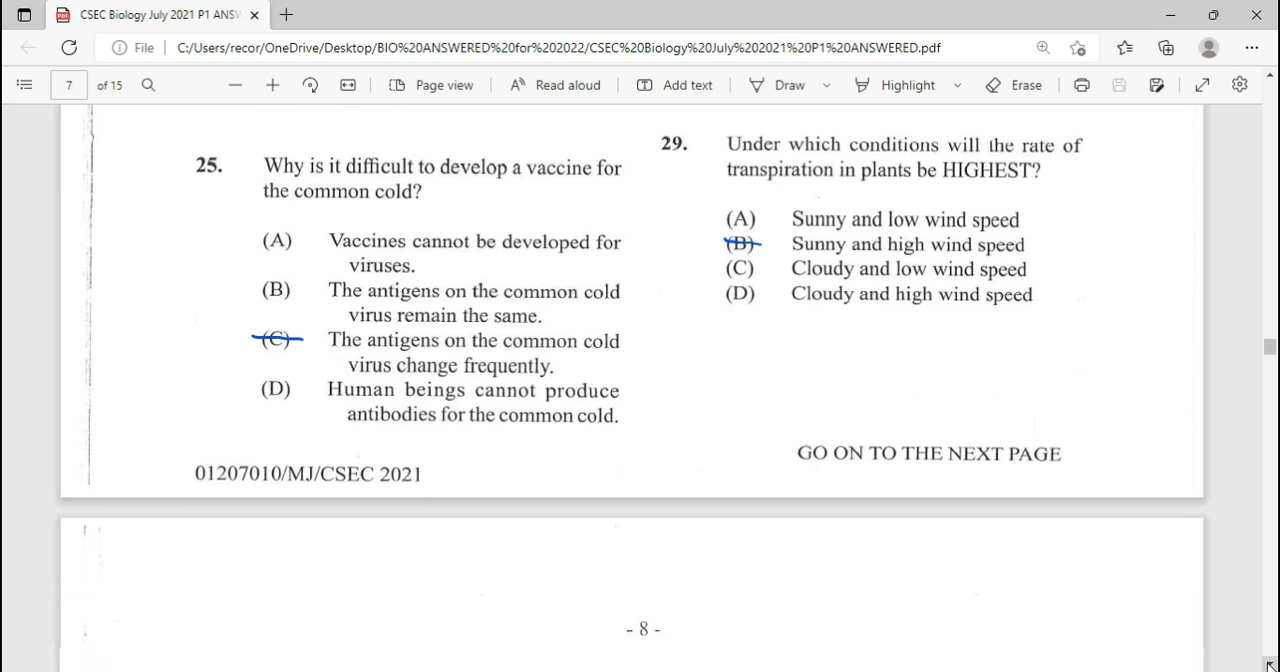 CSEC Biology July 2021 P1 ANSV
File
C:/Users/recor/OneDrive/Desktop/BIO%20ANSWERED%20for%202022/CSEC%20Biology%20July%202021%20P1%20ANSWERED.pdf
7 of 15
Page view
Read aloud
Add text
Draw
Highlight
Erase
25. Why is it difficult to develop a vaccine for
the common cold?
(A) Vaccines cannot be developed for
viruses.
(B) The antigens on the common cold
virus remain the same.
(C) The antigens on the common cold
virus change frequently.
(D) Human beings cannot produce
antibodies for the common cold.
01207010/MJ/CSEC 2021
29. Under which conditions will the rate of
transpiration in plants be HIGHEST?
(A) Sunny and low wind speed
(B) Sunny and high wind speed
(C) Cloudy and low wind speed
(D) Cloudy and high wind speed
GO ON TO THE NEXT PAGE
- 8 -